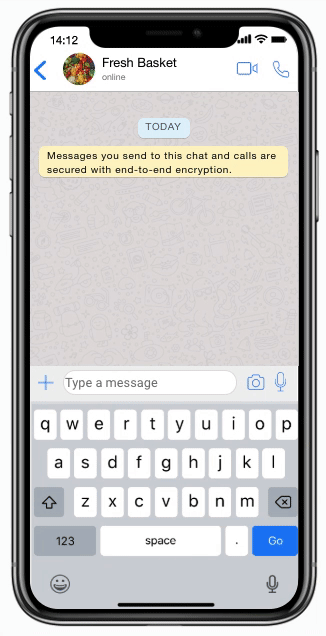 14:12
Fresh Basket
online
TODAY
Messages you send to this chat and calls are
secured with end-to-end encryption.
Type a message
q w e r t y u i o p
a s d f g h j k l
z x c v b n m
123 space . Go